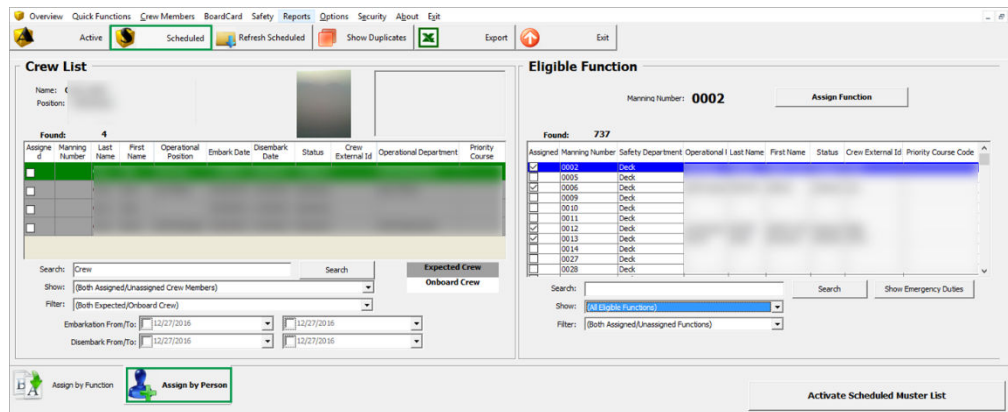 Overview Quick Functions Crew Members BoardCard Safety Reports Options Security About Exit
Active Scheduled Refresh Scheduled Show Duplicates Export Exit
Crew List
Name:
Position:
Found: 4
Assigned Manning Number Last Name First Name Operational Position Embark Date Disembark Date Status Crew External Id Operational Department Priority Course
Search: Crew Search Expected Crew
Onboard Crew
Show: (Both Assigned/Unassigned Crew Members)
Filter: (Both Expected/Onboard Crew)
Embarkation From/To: 12/27/2016 12/27/2016
Disembark From/To: 12/27/2016 12/27/2016
Eligible Function
Manning Number: 0002 Assign Function
Found: 737
Assigned Manning Number Safety Department Operational I Last Name First Name Status Crew External Id Priority Course Code
0002 Deck
0005 Deck
0006 Deck
0009 Deck
0010 Deck
0011 Deck
0012 Deck
0013 Deck
0014 Deck
0027 Deck
0028 Deck
Search: Search Show Emergency Duties
Show: (All Eligible Functions)
Filter: (Both Assigned/Unassigned Functions)
Assign by Function Assign by Person
Activate Scheduled Muster List